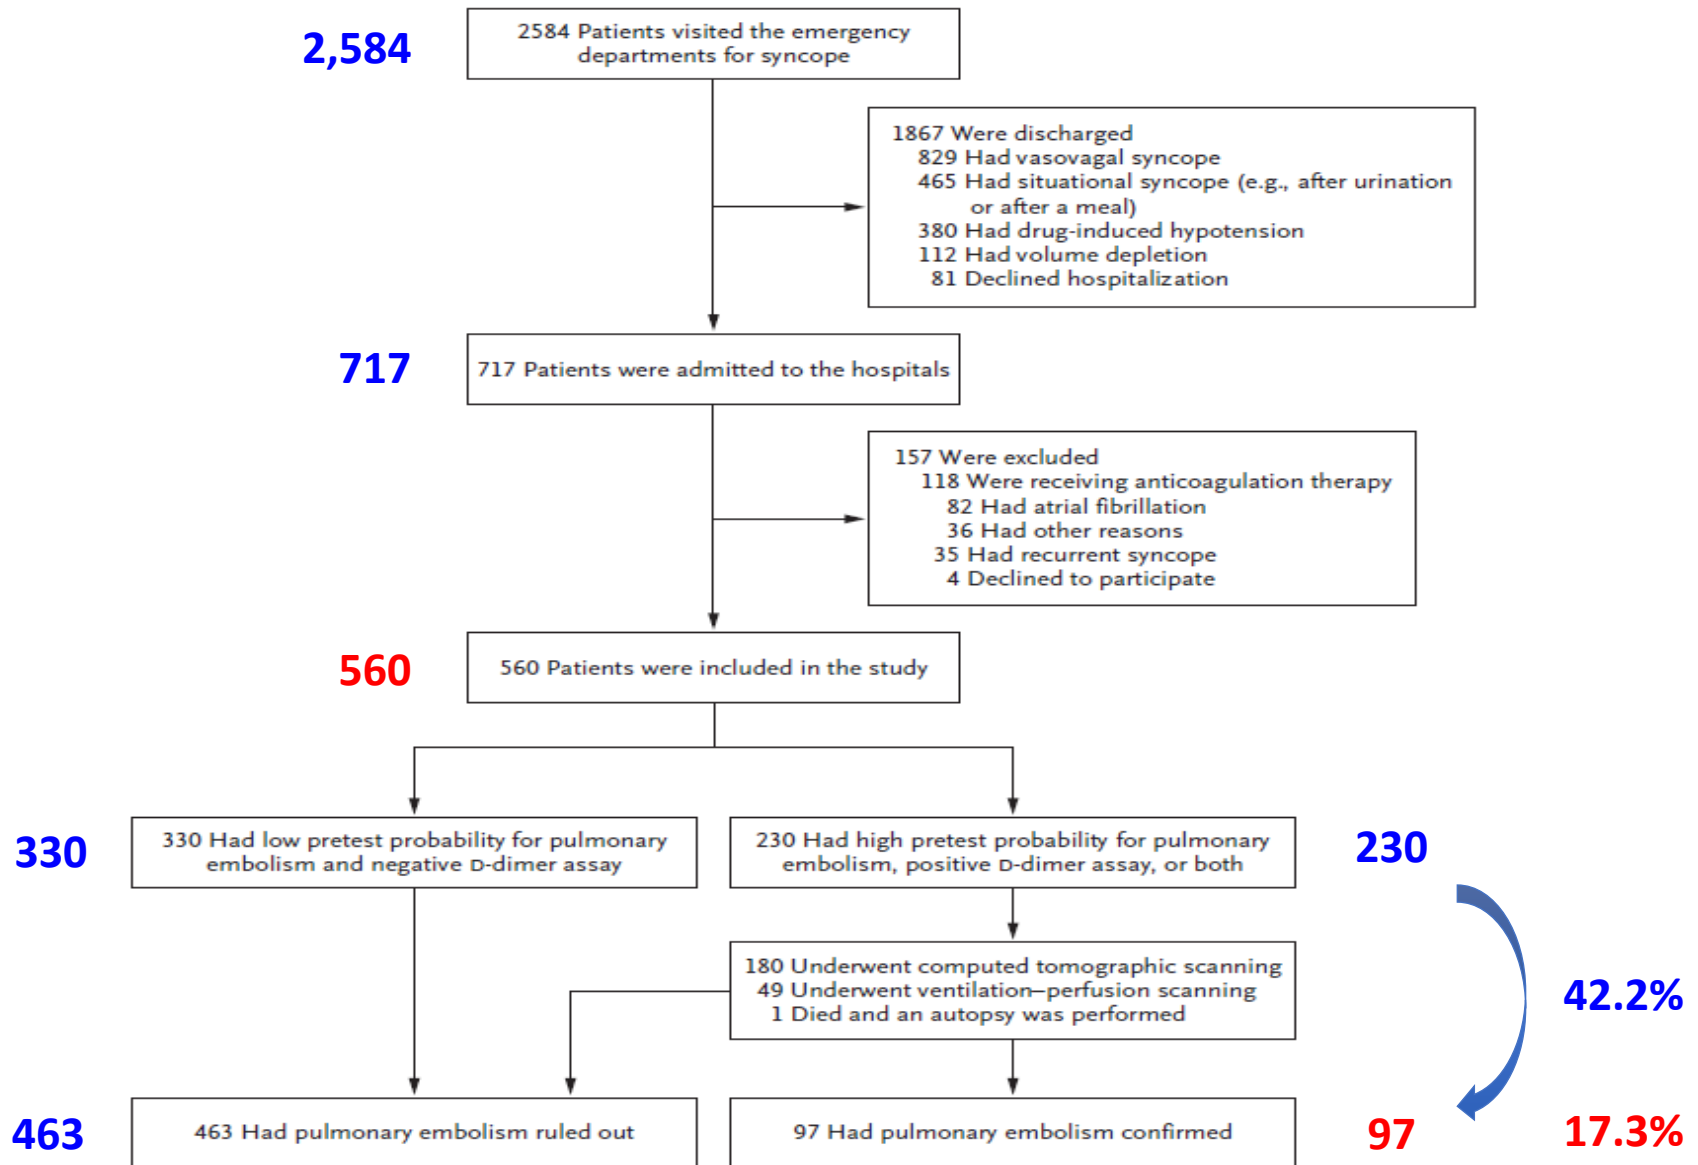 2,584
2584 Patients visited the emergency
departments for syncope
1867 Were discharged
829 Had vasovagal syncope
465 Had situational syncope (e.g., after urination
or after a meal)
380 Had drug-induced hypotension
112 Had volume depletion
81 Declined hospitalization
717
717 Patients were admitted to the hospitals
157 Were excluded
118 Were receiving anticoagulation therapy
82 Had atrial fibrillation
36 Had other reasons
35 Had recurrent syncope
4 Declined to participate
560
560 Patients were included in the study
330
330 Had low pretest probability for pulmonary
embolism and negative D-dimer assay
230 Had high pretest probability for pulmonary
embolism, positive D-dimer assay, or both
230
180 Underwent computed tomographic scanning
49 Underwent ventilation–perfusion scanning
1 Died and an autopsy was performed
42.2%
463
463 Had pulmonary embolism ruled out
97 Had pulmonary embolism confirmed
97
17.3%